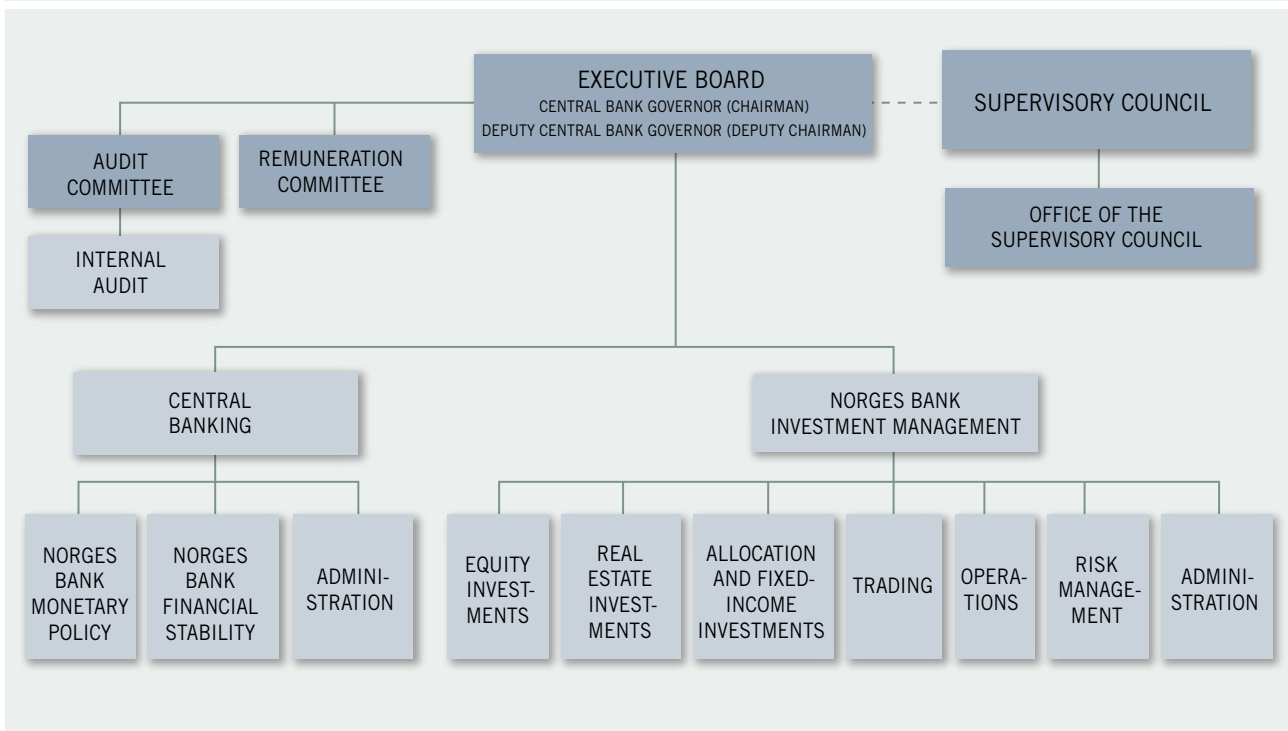 EXECUTIVE BOARD
CENTRAL BANK GOVERNOR (CHAIRMAN)
DEPUTY CENTRAL BANK GOVERNOR (DEPUTY CHAIRMAN)
SUPERVISORY COUNCIL
AUDIT
COMMITTEE
REMUNERATION
COMMITTEE
OFFICE OF THE
SUPERVISORY COUNCIL
INTERNAL
AUDIT
CENTRAL
BANKING
NORGES BANK
INVESTMENT MANAGEMENT
NORGES
BANK
MONETARY
POLICY
NORGES
BANK
FINANCIAL
STABILITY
ADMINI-
STRATION
EQUITY
INVEST-
MENTS
REAL
ESTATE
INVEST-
MENTS
ALLOCATION
AND FIXED-
INCOME
INVESTMENTS
TRADING
OPERA-
TIONS
RISK
MANAGE-
MENT
ADMINI-
STRATION